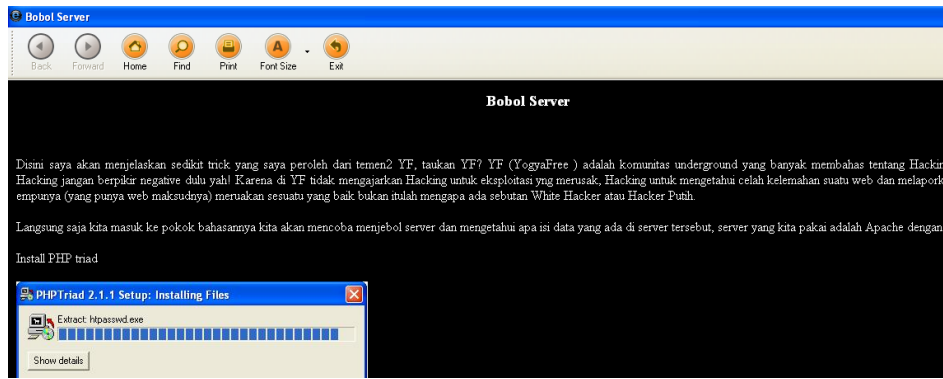 Bobol Server
Back Forward Home Find Print Font Size Exit
Bobol Server
Disini saya akan menjelaskan sedikit trick yang saya peroleh dari temen2 YF, taukan YF? YF (YogyaFree ) adalah komunitas underground yang banyak membahas tentang
Hacking jangan berpikir negative dulu yah! Karena di YF tidak mengajarkan Hacking untuk eksploitasi yng merusak, Hacking untuk mengetahui celah kelemahan suatu web dan
empunya (yang punya web maksudnya) meruakan sesuatu yang baik bukan itulah mengapa ada sebutan White Hacker atau Hacker Putih.
Langsung saja kita masuk ke pokok bahasannya kita akan mencoba menjebol server dan mengetahui apa isi data yang ada di server tersebut, server yang kita pakai adalah Apache dengan
Install PHP triad
PHPTriad 2.1.1 Setup: Installing Files
Extract: htpasswd.exe
Show details